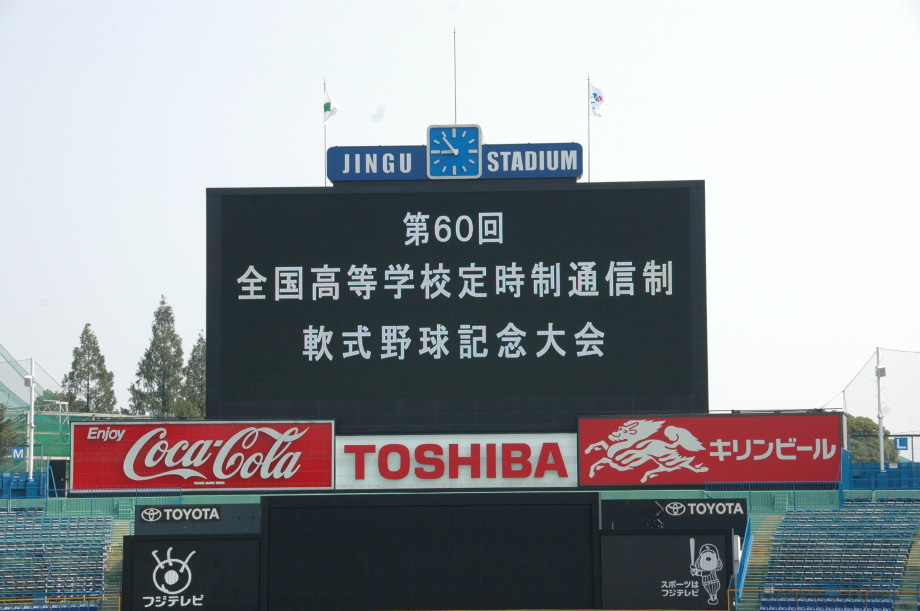 JINGU STADIUM
第60回
全国高等学校定時制通信制
軟式野球記念大会
Enjoy
Coca-Cola
TOSHIBA
キリンビール
M
L
TOYOTA
TOYOTA
フジテレビ
スポーツは
フジテレビ